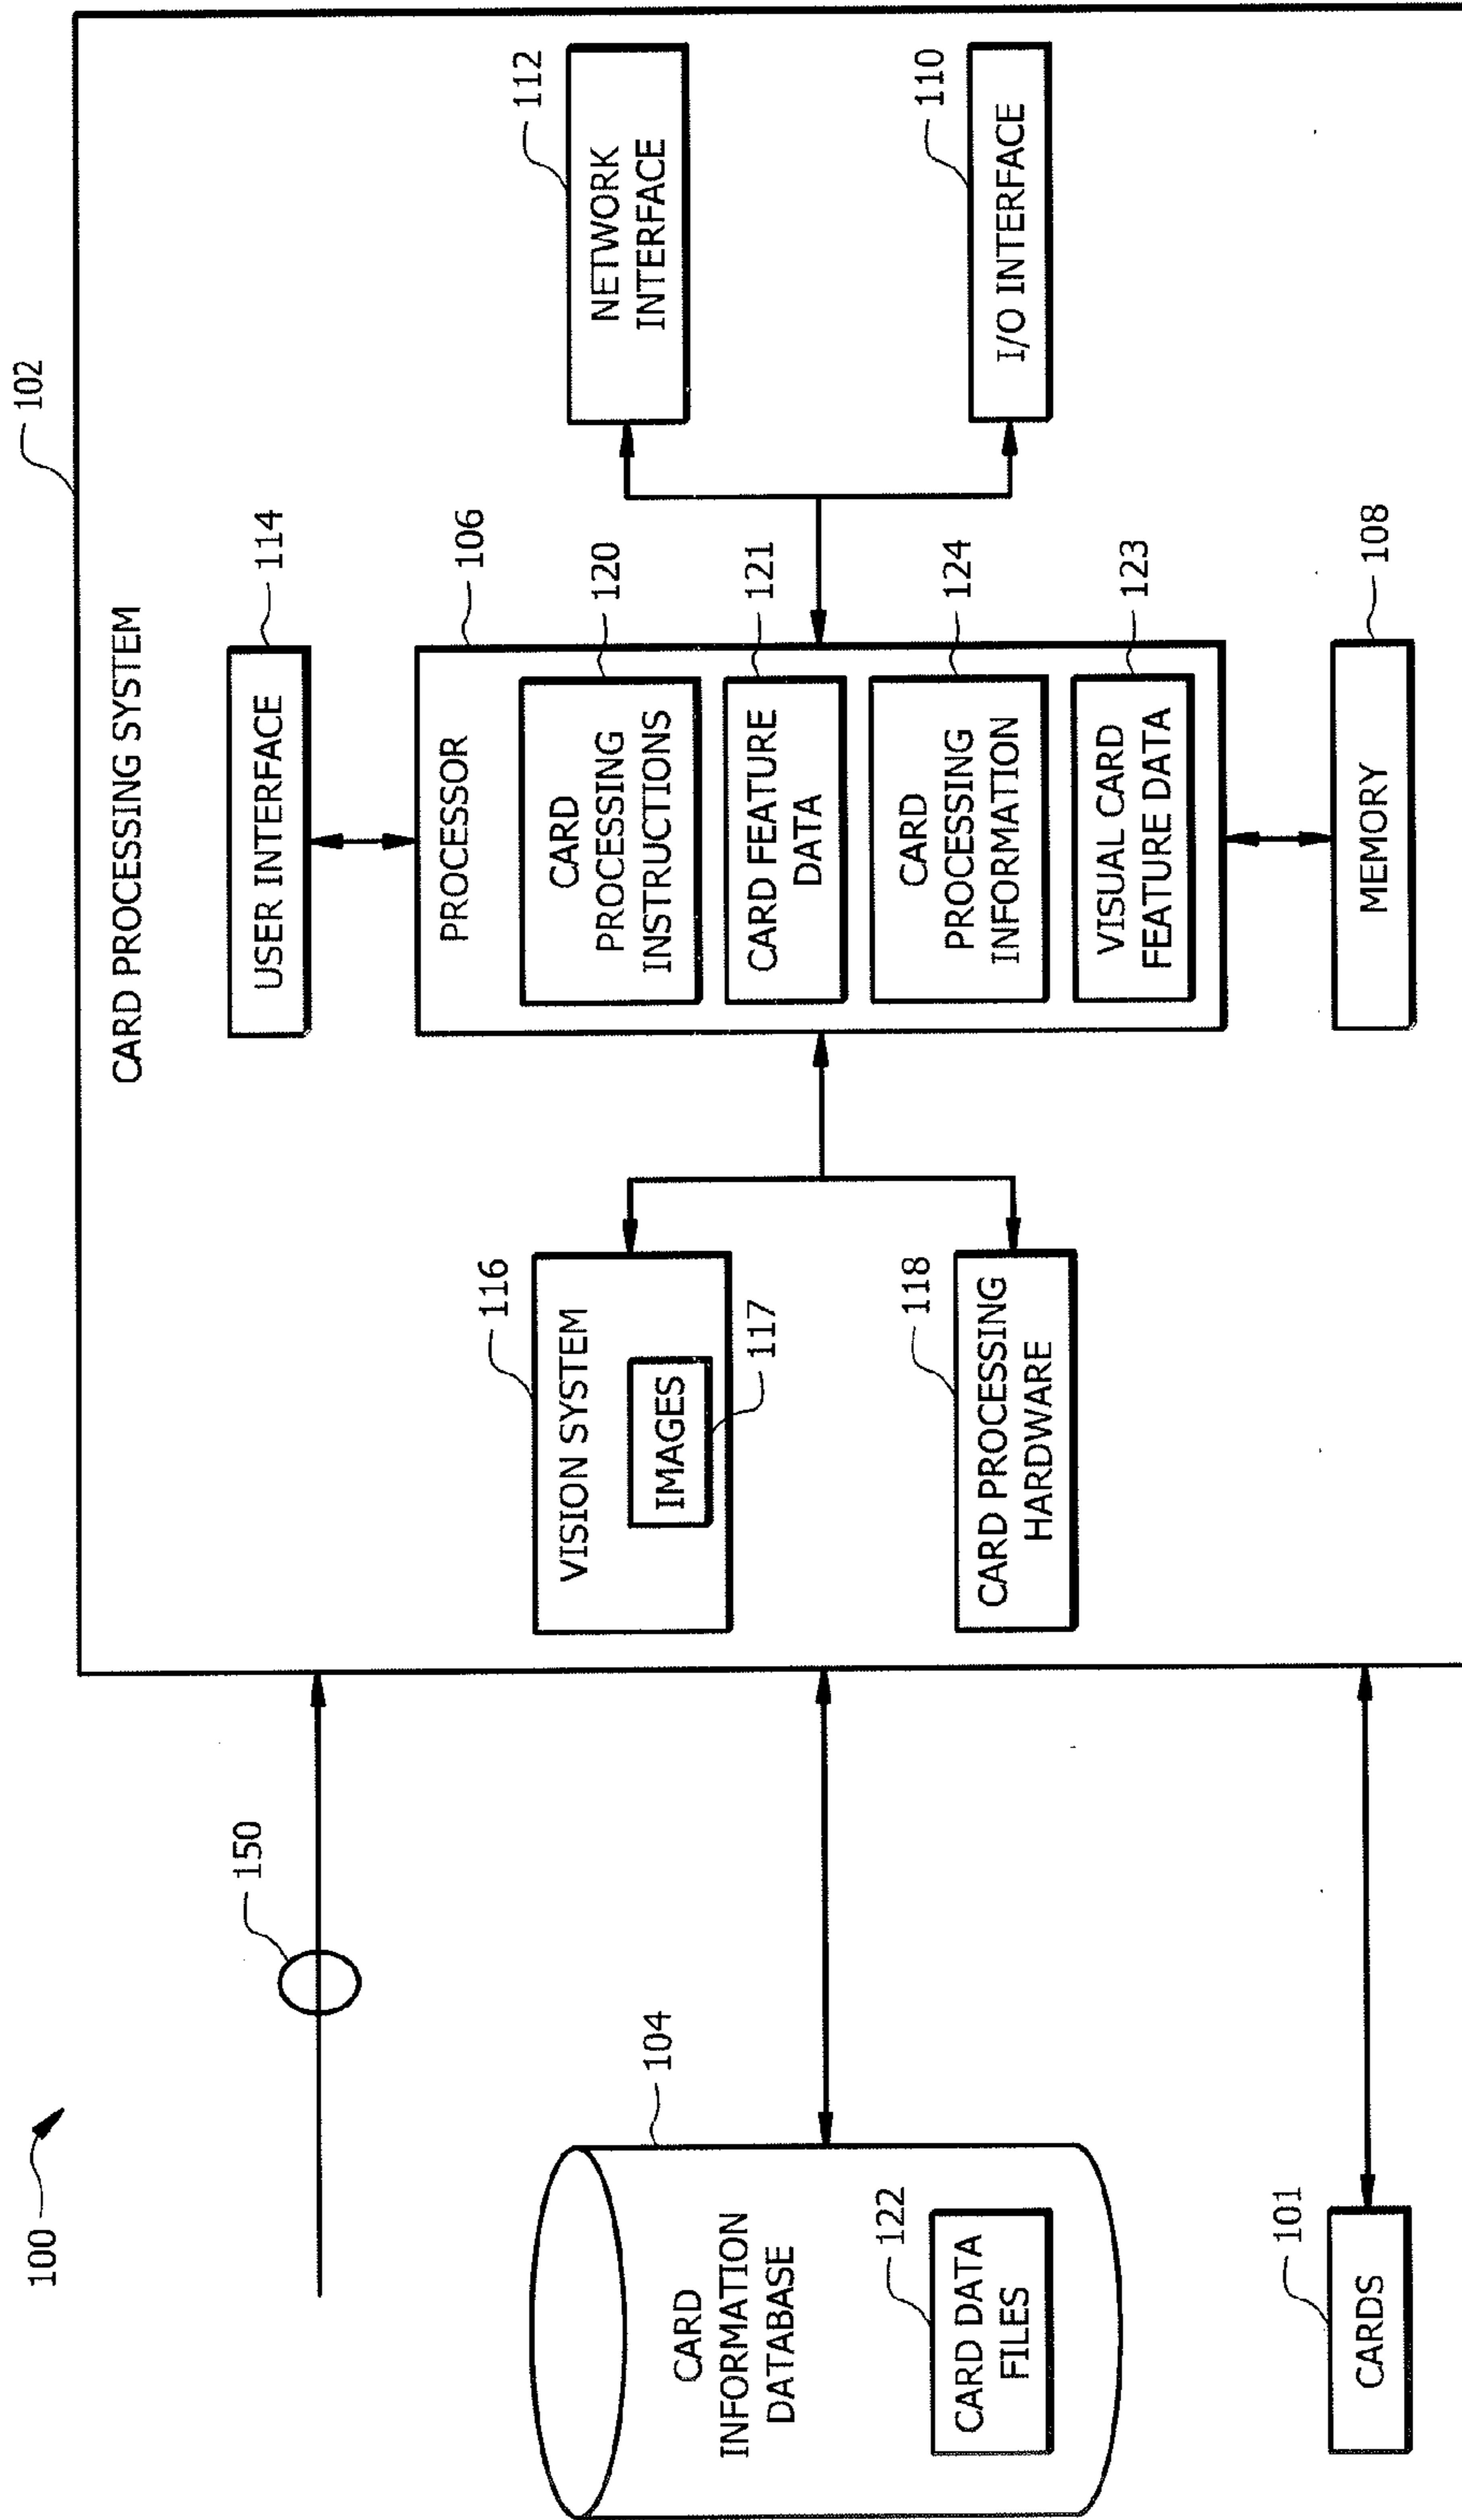 100
150
102
CARD PROCESSING SYSTEM
114
USER INTERFACE
104
CARD
INFORMATION
DATABASE
122
CARD DATA
FILES
101
CARDS
116
VISION SYSTEM
IMAGES
117
118
CARD PROCESSING
HARDWARE
106
PROCESSOR
120
CARD
PROCESSING
INSTRUCTIONS
121
CARD FEATURE
DATA
124
CARD
PROCESSING
INFORMATION
123
VISUAL CARD
FEATURE DATA
108
MEMORY
112
NETWORK
INTERFACE
110
I/O INTERFACE